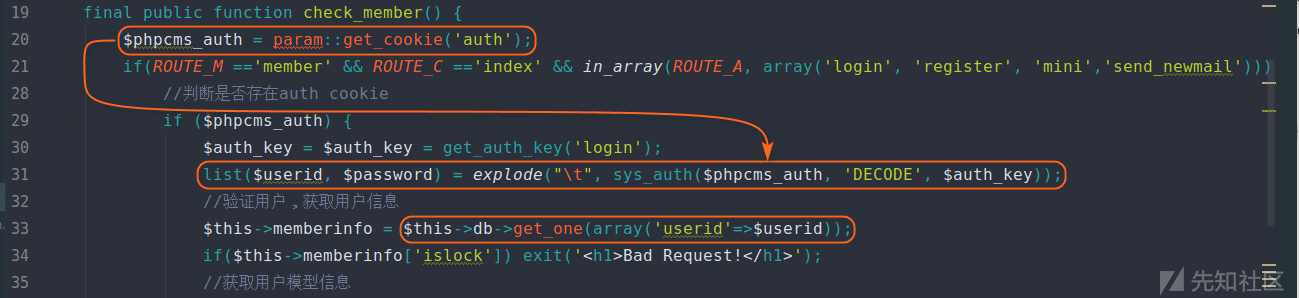 19 final public function check_member() {
20 $phpcms_auth = param::get_cookie('auth');
21 if(ROUTE_M =='member' && ROUTE_C =='index' && in_array(ROUTE_A, array('login', 'register', 'mini','send_newmail')))
28 //判断是否存在auth cookie
29 if ($phpcms_auth) {
30 $auth_key = $auth_key = get_auth_key('login');
31 list($userid, $password) = explode("\t", sys_auth($phpcms_auth, 'DECODE', $auth_key));
32 //验证用户，获取用户信息
33 $this->memberinfo = $this->db->get_one(array('userid'=>$userid));
34 if($this->memberinfo['islock']) exit('<h1>Bad Request!</h1>');
35 //获取用户模型信息
先知社区